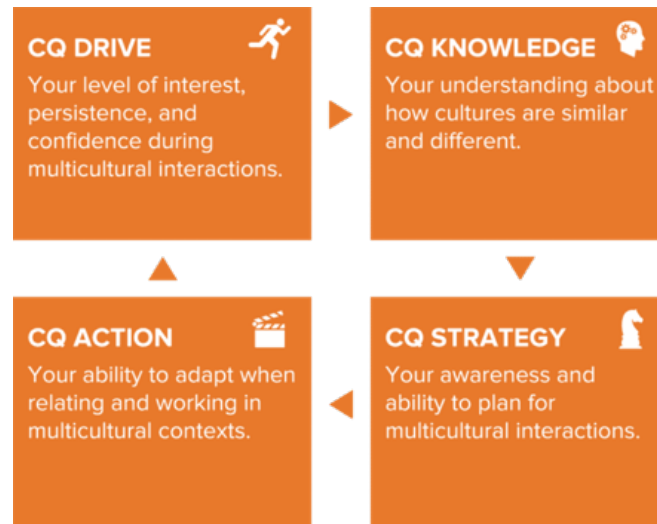 CQ DRIVE
Your level of interest,
persistence, and
confidence during
multicultural interactions.
CQ KNOWLEDGE
Your understanding about
how cultures are similar
and different.
CQ ACTION
Your ability to adapt when
relating and working in
multicultural contexts.
CQ STRATEGY
Your awareness and
ability to plan for
multicultural interactions.